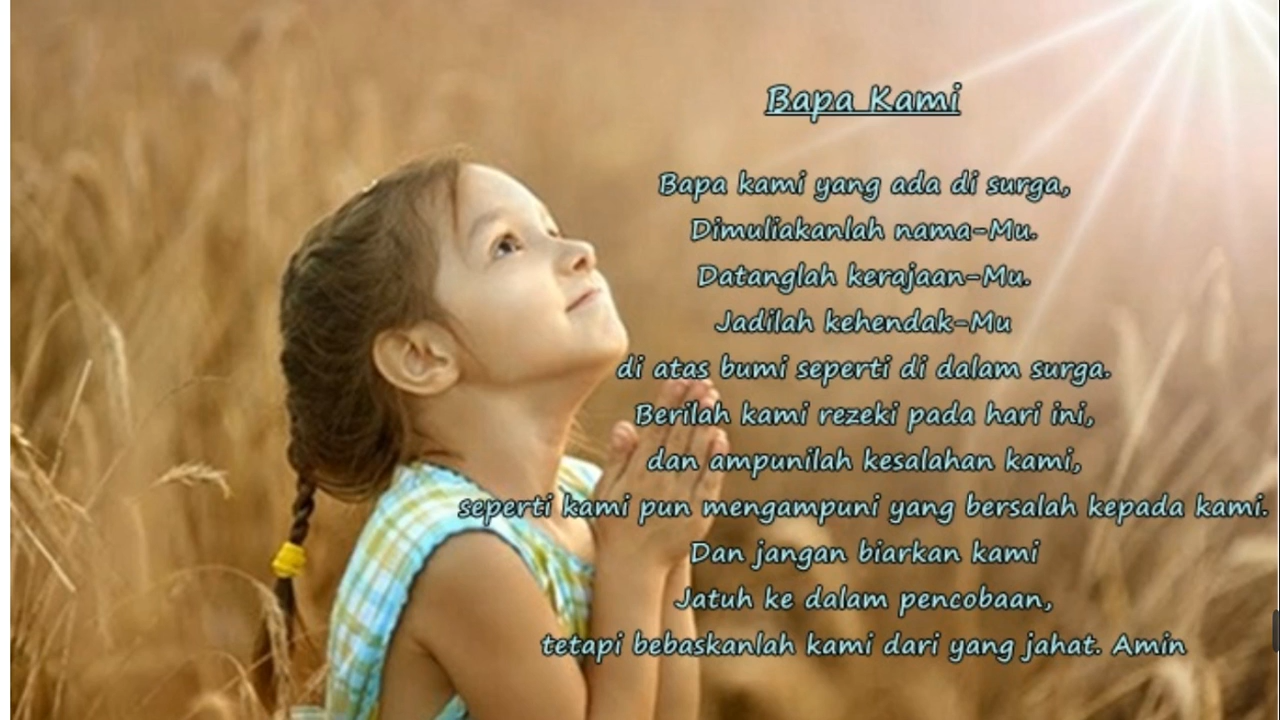 Bapa Kami
Bapa kami yang ada di surga,
Dimuliakanlah nama-Mu.
Datanglah kerajaan-Mu.
Jadilah kehendak-Mu
di atas bumi seperti di dalam surga.
Berilah kami rezeki pada hari ini,
dan ampunilah kesalahan kami,
seperti kami pun mengampuni yang bersalah kepada kami.
Dan jangan biarkan kami
Jatuh ke dalam pencobaan,
tetapi bebaskanlah kami dari yang jahat. Amin